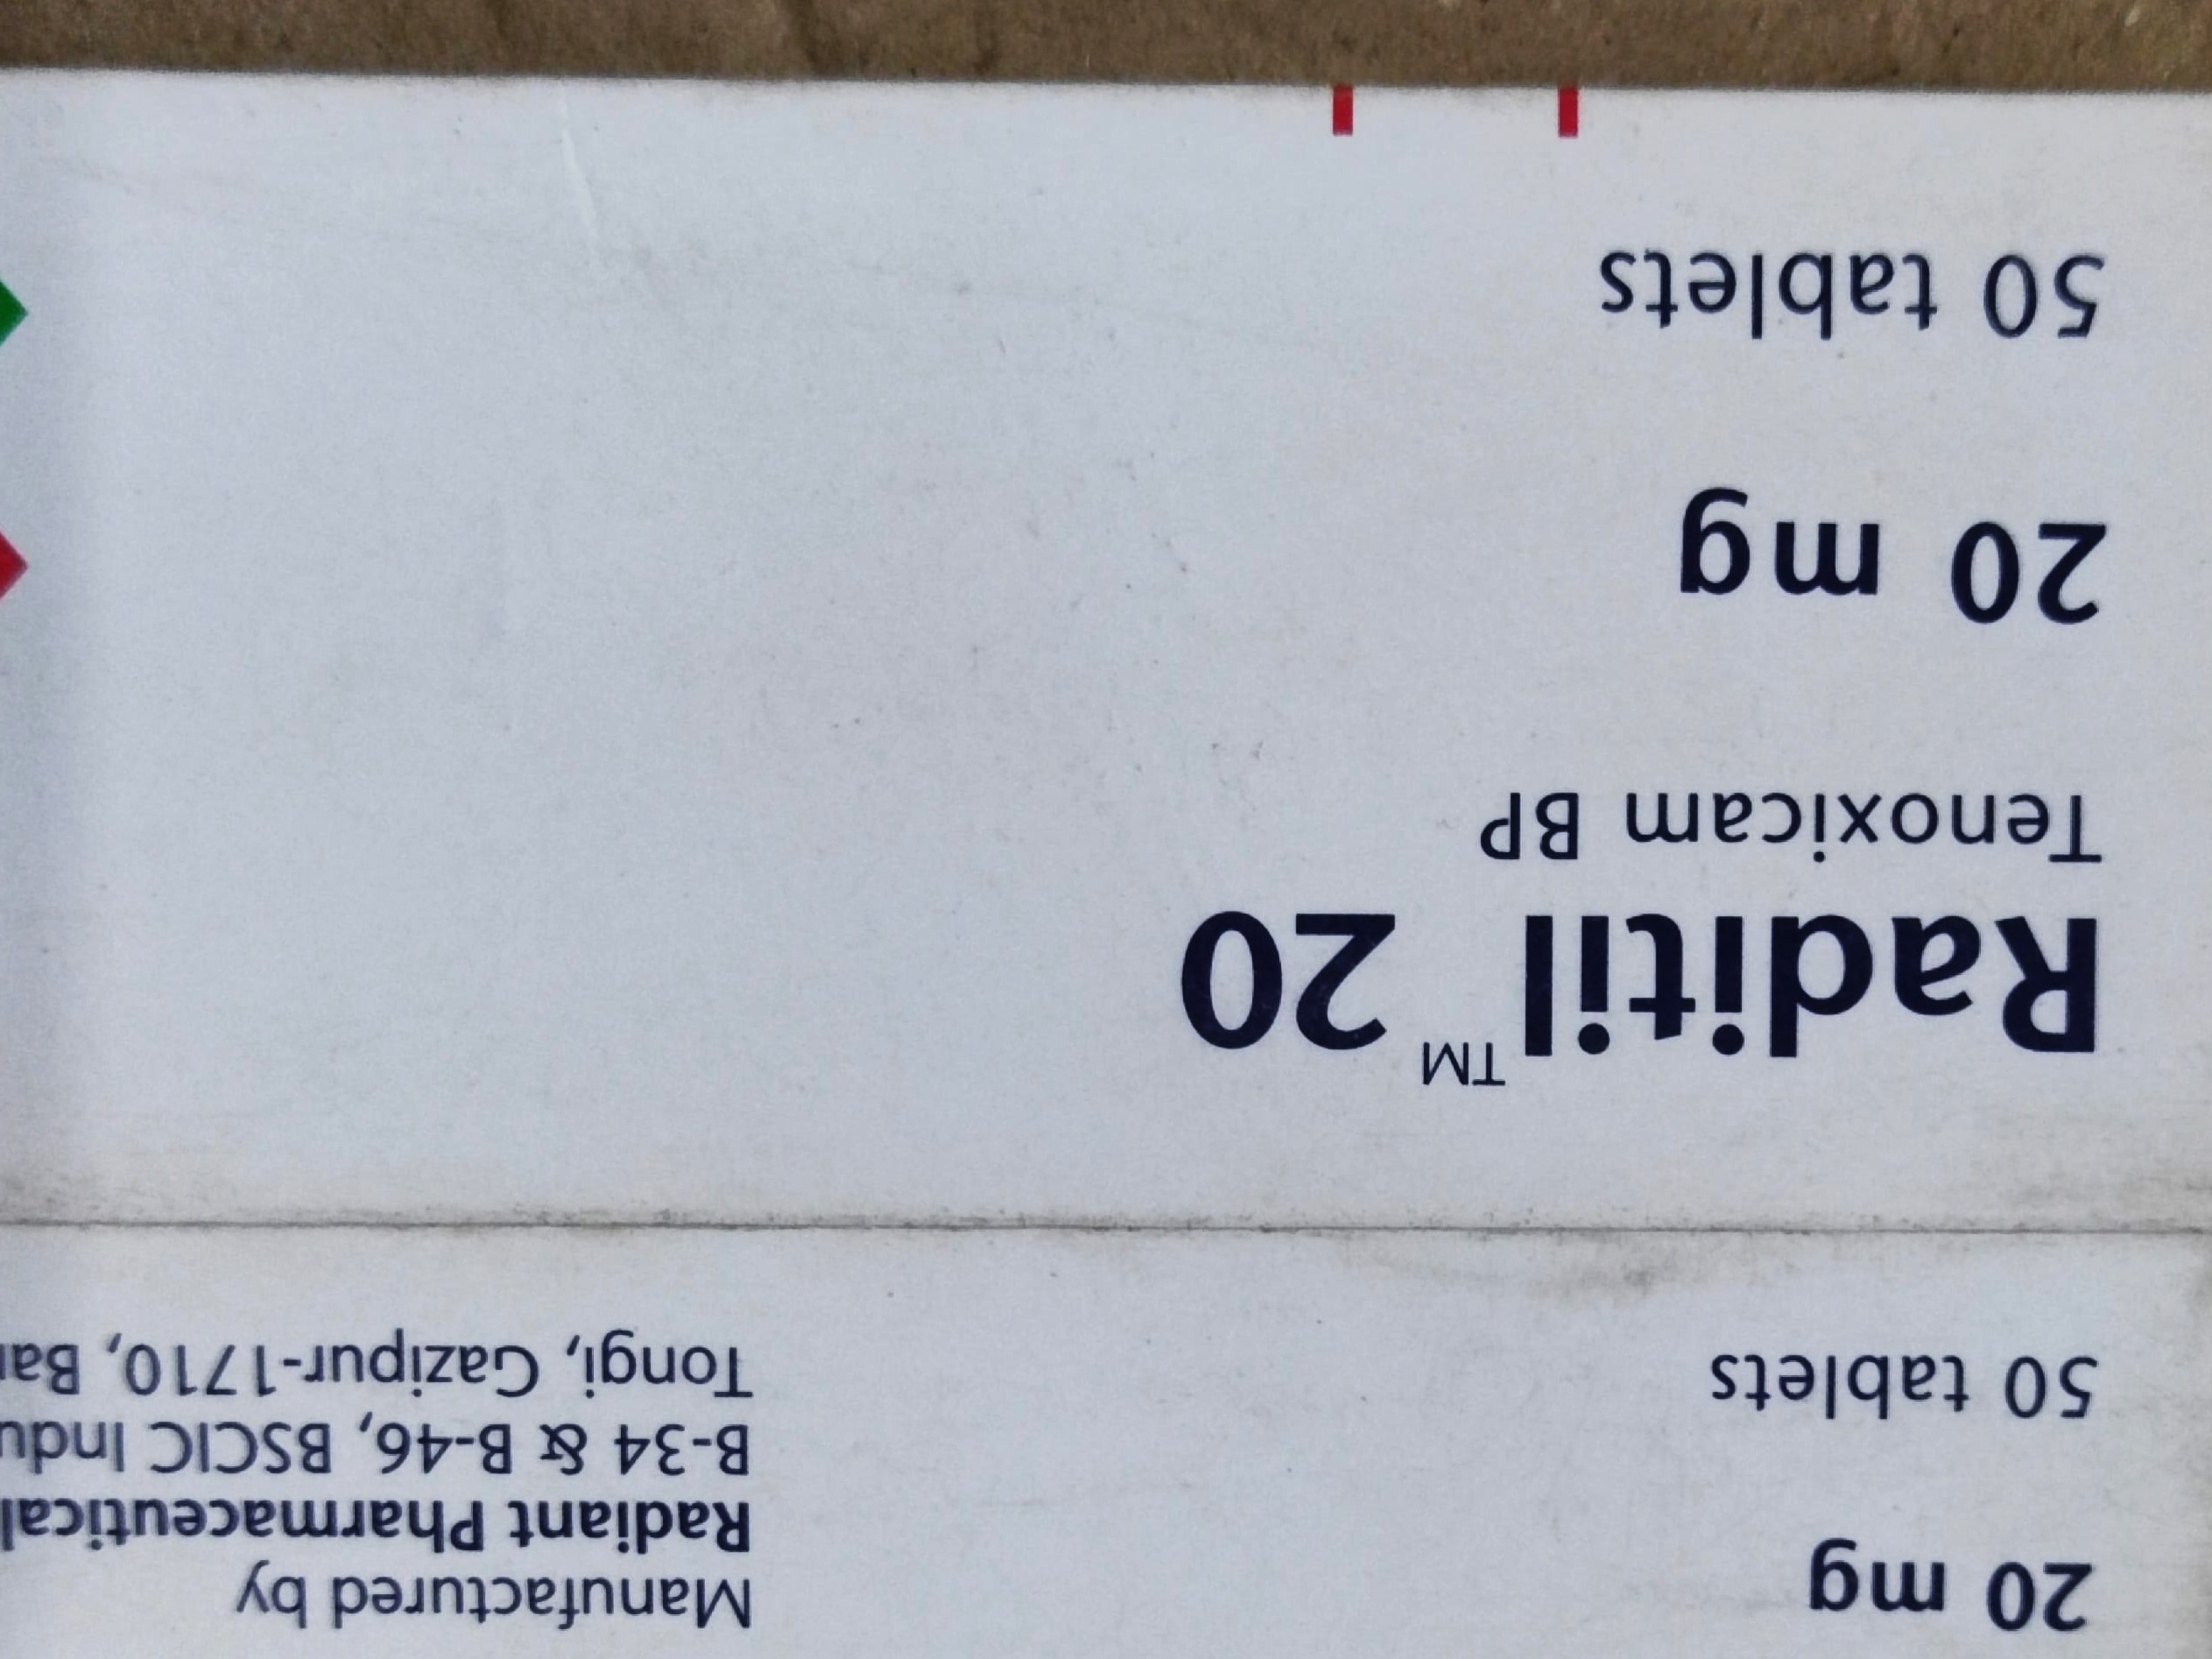 20 mg
50 tablets
Manufactured by
Radiant Pharmaceutical
B-34 & B-46, BSCIC Indu
Tongi, Gazipur-1710, Ban
Raditil™ 20
Tenoxicam BP
20 mg
50 tablets